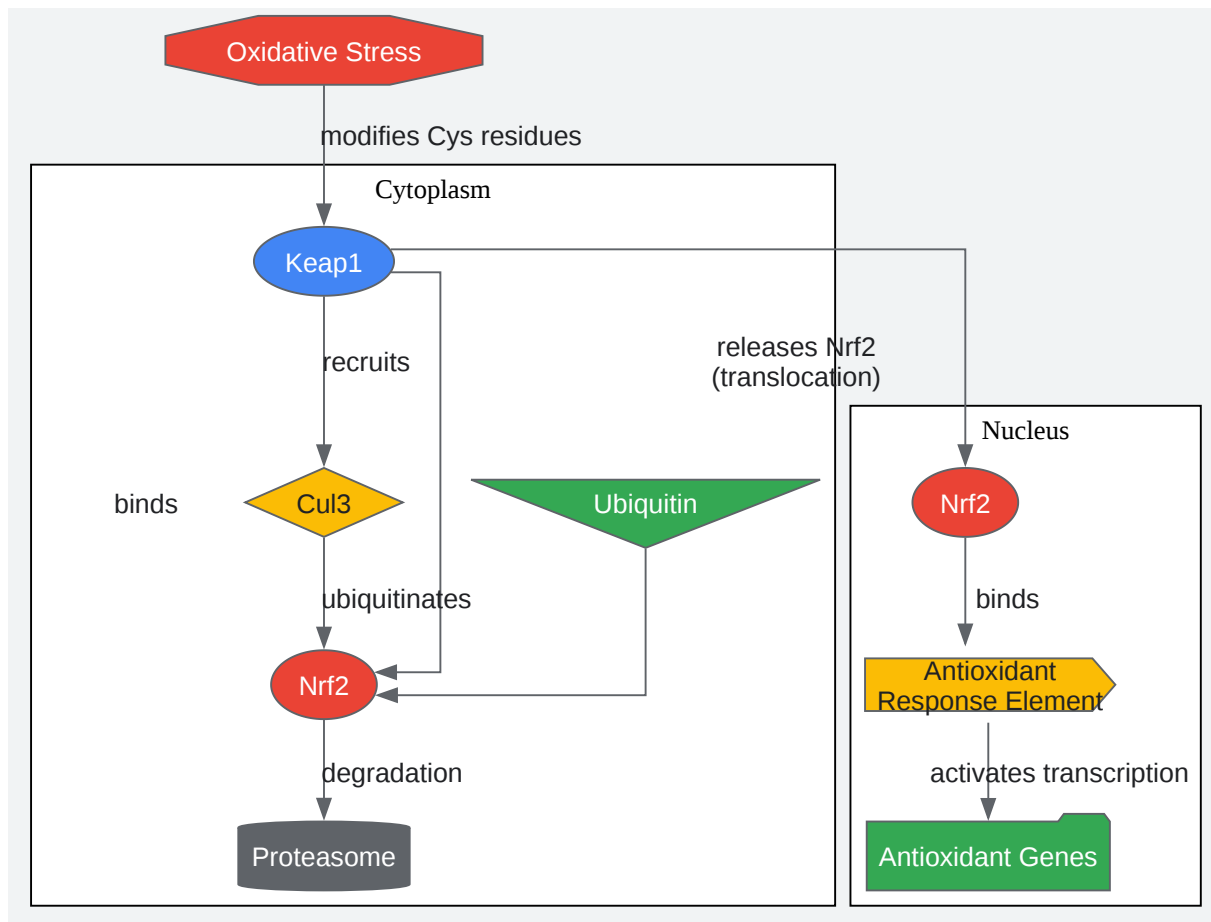 Oxidative Stress
modifies Cys residues
Cytoplasm
Keap1
recruits
releases Nrf2
(translocation)
Nucleus
binds
Cul3
Ubiquitin
Nrf2
ubiquitinates
binds
Nrf2
Antioxidant
Response Element
degradation
activates transcription
Proteasome
Antioxidant Genes